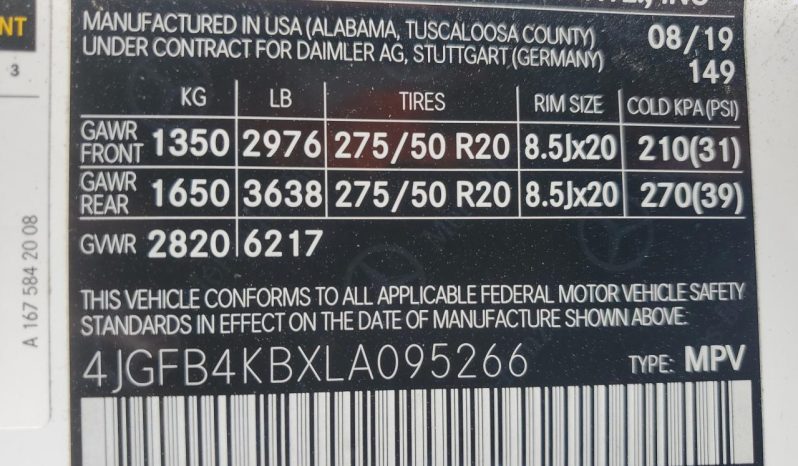 MANUFACTURED IN USA (ALABAMA, TUSCALOOSA COUNTY) 08/19
UNDER CONTRACT FOR DAIMLER AG, STUTTGART (GERMANY) 149
KG LB TIRES RIM SIZE COLD KPA (PSI)
GAWR FRONT 1350 2976 275/50 R20 8.5Jx20 210(31)
GAWR REAR 1650 3638 275/50 R20 8.5Jx20 270(39)
GVWR 2820 6217
THIS VEHICLE CONFORMS TO ALL APPLICABLE FEDERAL MOTOR VEHICLE SAFETY
STANDARDS IN EFFECT ON THE DATE OF MANUFACTURE SHOWN ABOVE:
4JGFB4KBXLA095266 TYPE: MPV
3
A 167 584 20 08